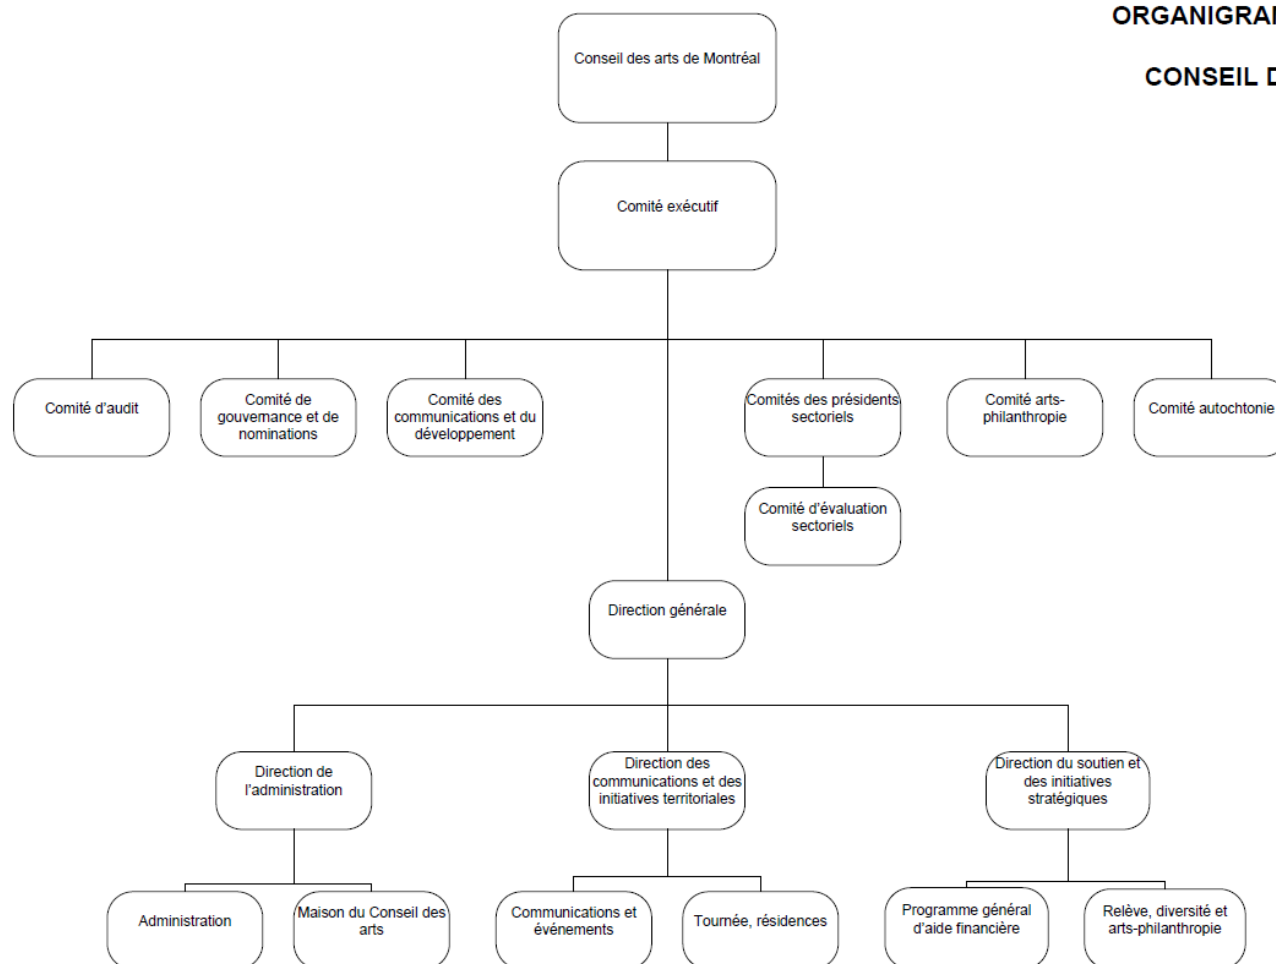 ORGANIGRA
CONSEIL D
Conseil des arts de Montréal
Comité exécutif
Comité d'audit
Comité de
gouvernance et de
nominations
Comité des
communications et du
développement
Comités des présidents
sectoriels
Comité arts-
philanthropie
Comité autochtonie
Comité d'évaluation
sectoriels
Direction générale
Direction de
l'administration
Direction des
communications et des
initiatives territoriales
Direction du soutien et
des initiatives
stratégiques
Administration
Maison du Conseil des
arts
Communications et
événements
Tournée, résidences
Programme général
d'aide financière
Relève, diversité et
arts-philanthropie